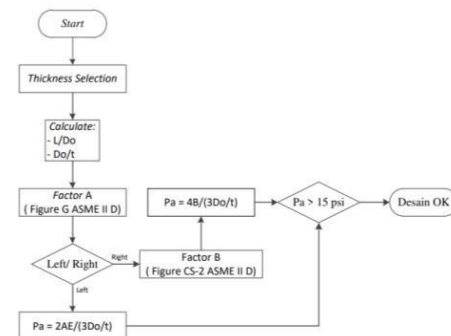 Start
Thickness Selection
Calculate:
- L/Do
- Do/t
Factor A
( Figure G ASME II D)
Left/ Right
Right
Left
Factor B
( Figure CS-2 ASME II D)
Pa = 4B/(3Do/t)
Pa > 15 psi
Desain OK
Pa = 2AE/(3Do/t)